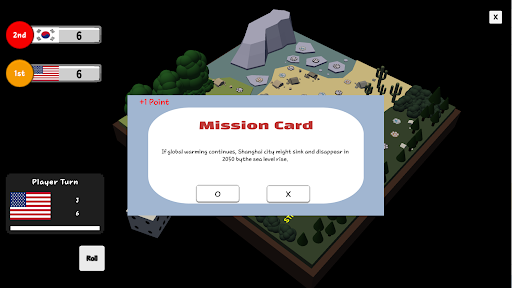 2nd
6
X
1st
6
+1 Point
Mission Card
If global warming continues, Shanghai city might sink and disappear in
2050 by the sea level rise.
O
X
Player Turn
3
6
Roll